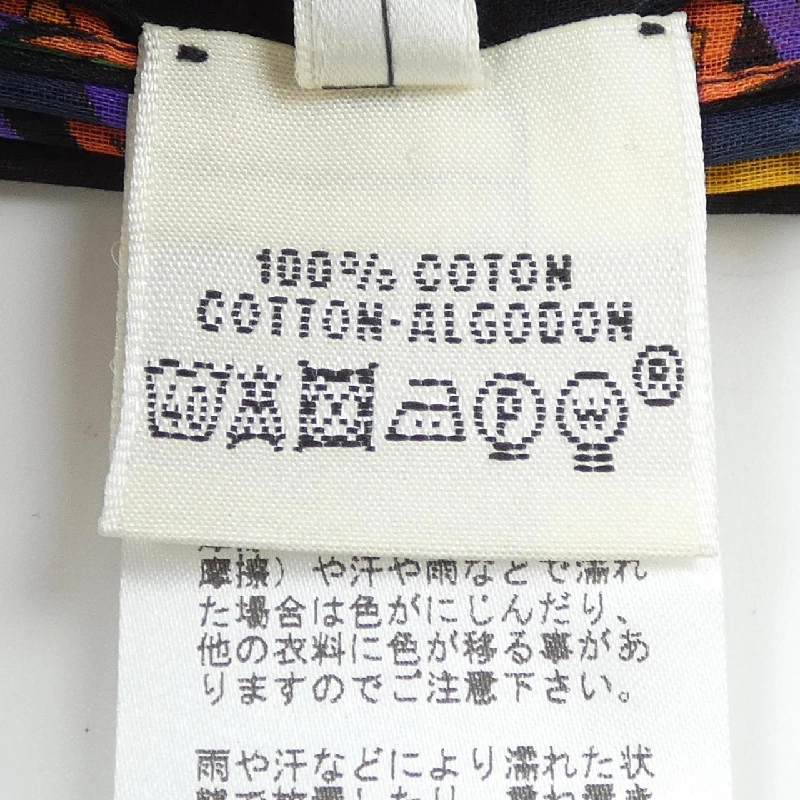 100% COTON
COTTON-ALGODON
40 P W ®
摩擦）や汗や雨などで濡れ
た場合は色がにじんだり、
他の衣料に色が移る事があ
りますのでご注意下さい。
雨や汗などにより濡れた状